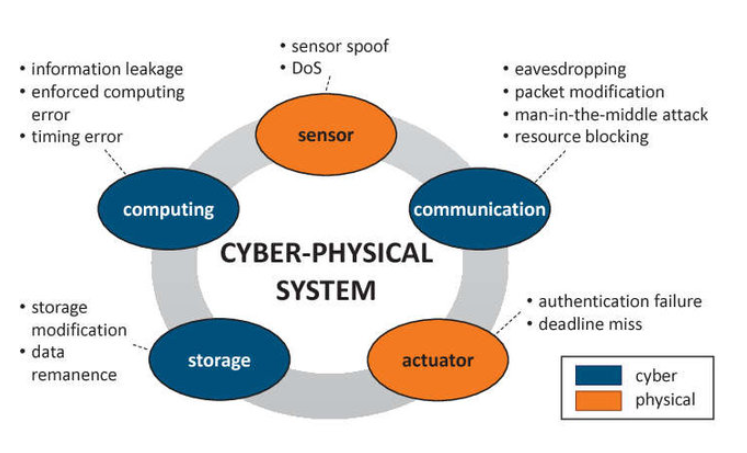 • sensor spoof
• DoS
• information leakage
• enforced computing
error
• timing error
• eavesdropping
• packet modification
• man-in-the-middle attack
• resource blocking
sensor
computing
communication
CYBER-PHYSICAL
SYSTEM
• storage
modification
• data
remanence
• authentication failure
• deadline miss
storage
actuator
cyber
physical